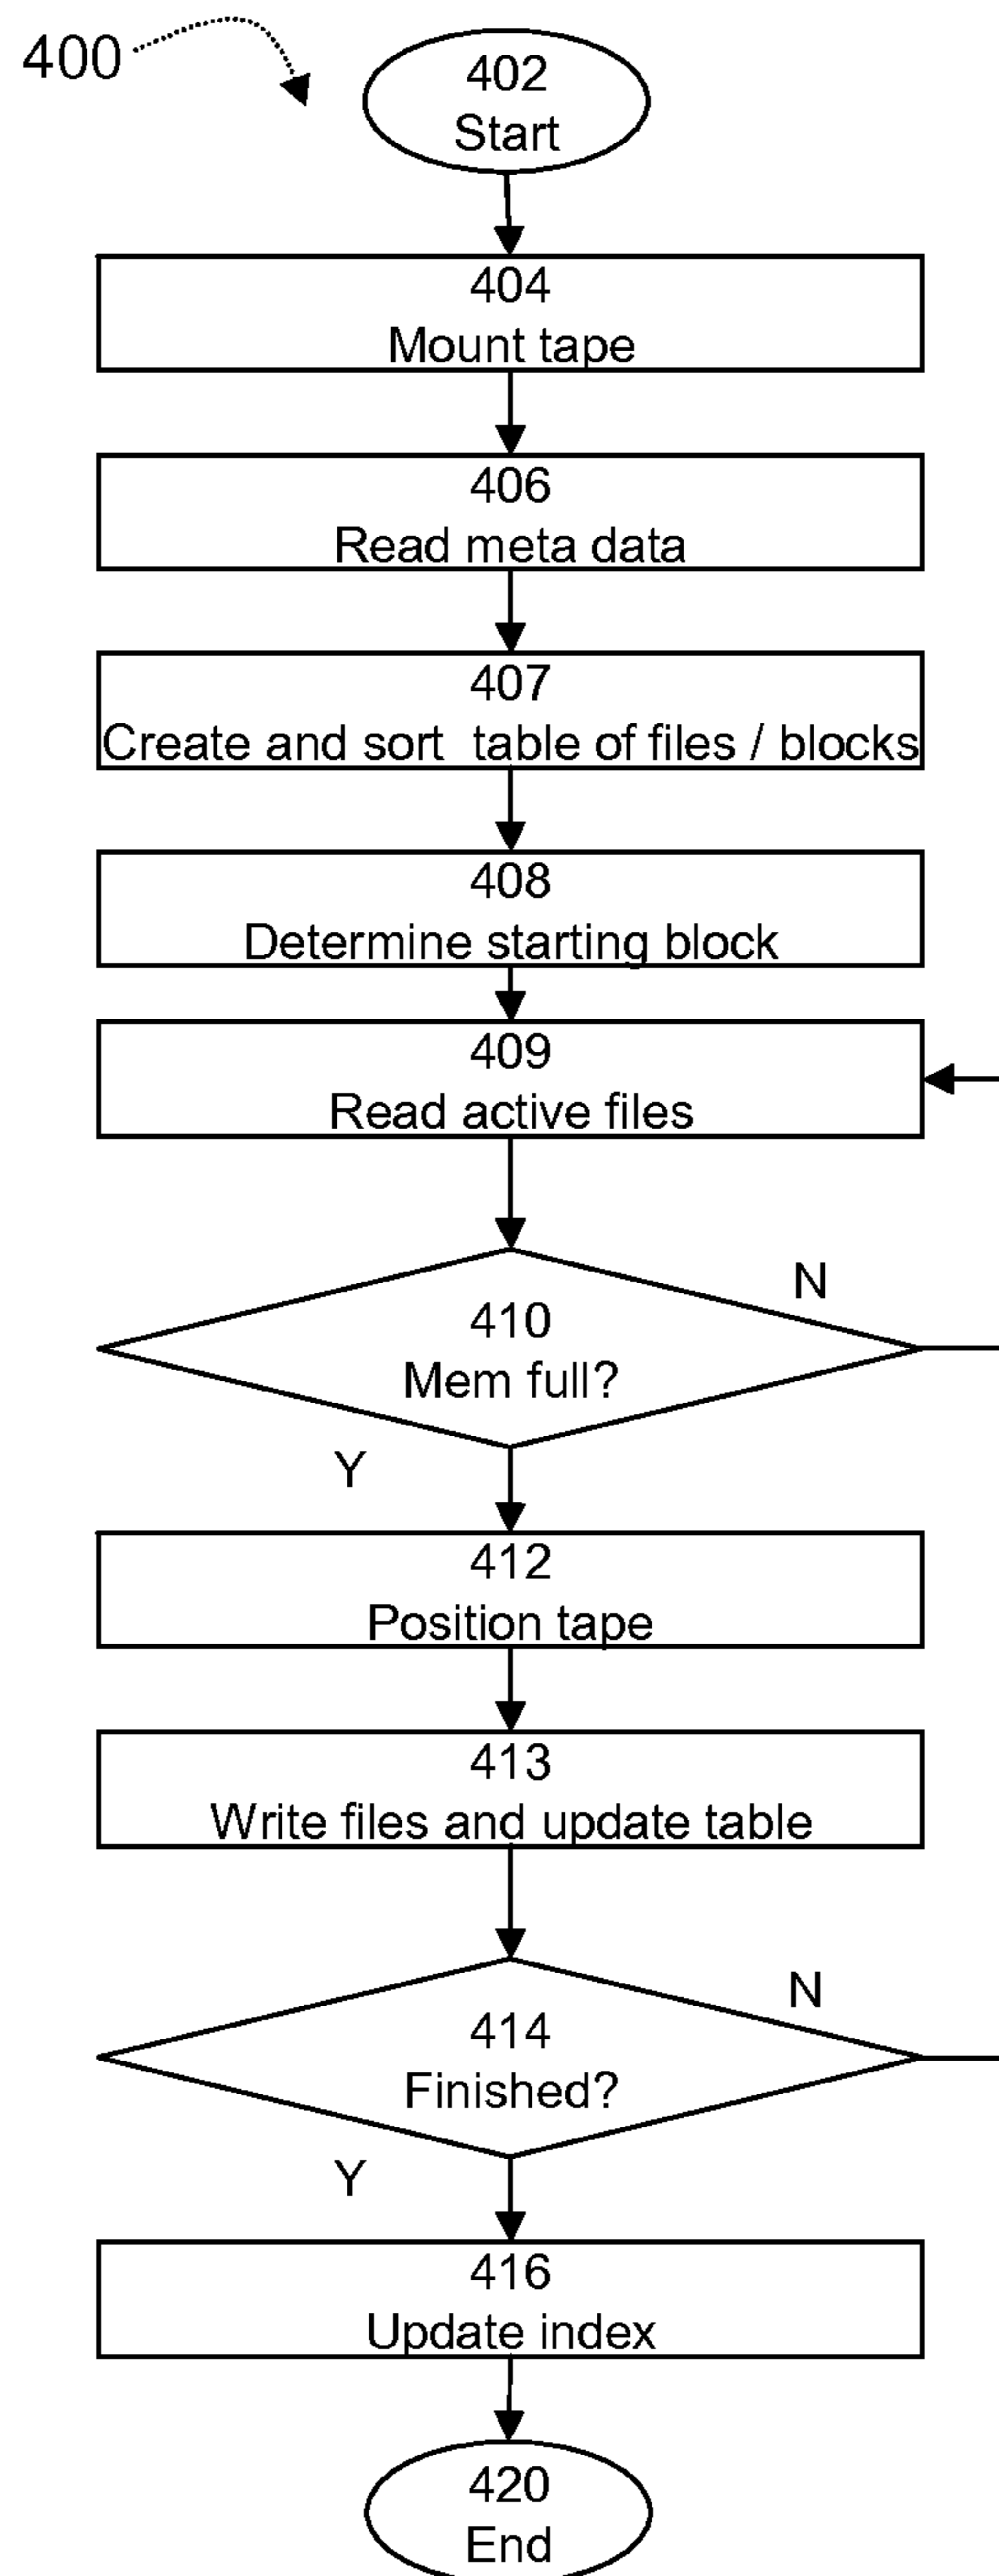 400
402
Start
404
Mount tape
406
Read meta data
407
Create and sort table of files / blocks
408
Determine starting block
409
Read active files
410
Mem full?
N
Y
412
Position tape
413
Write files and update table
414
Finished?
N
Y
416
Update index
420
End